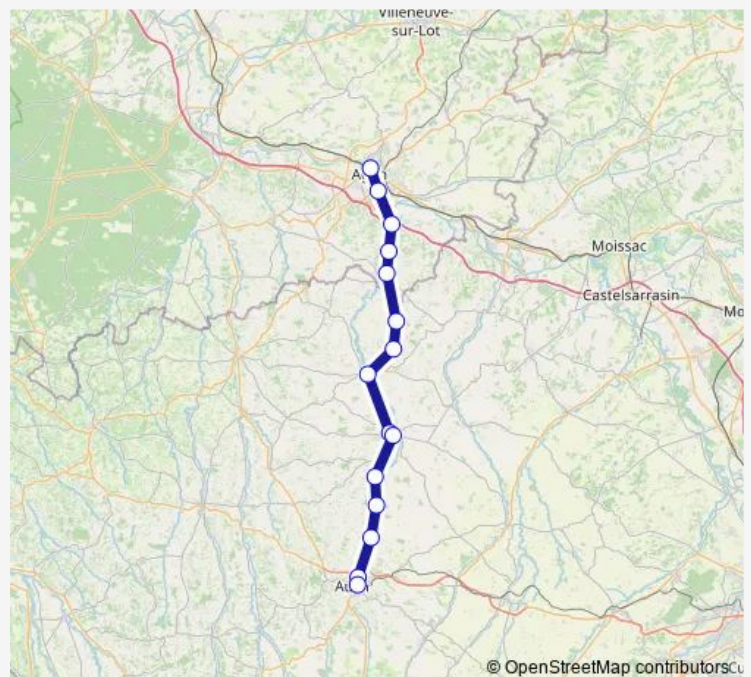 Villeneuve-
sur-Lot
Moissac
Castelsarrasin
© OpenStreetMap contributors